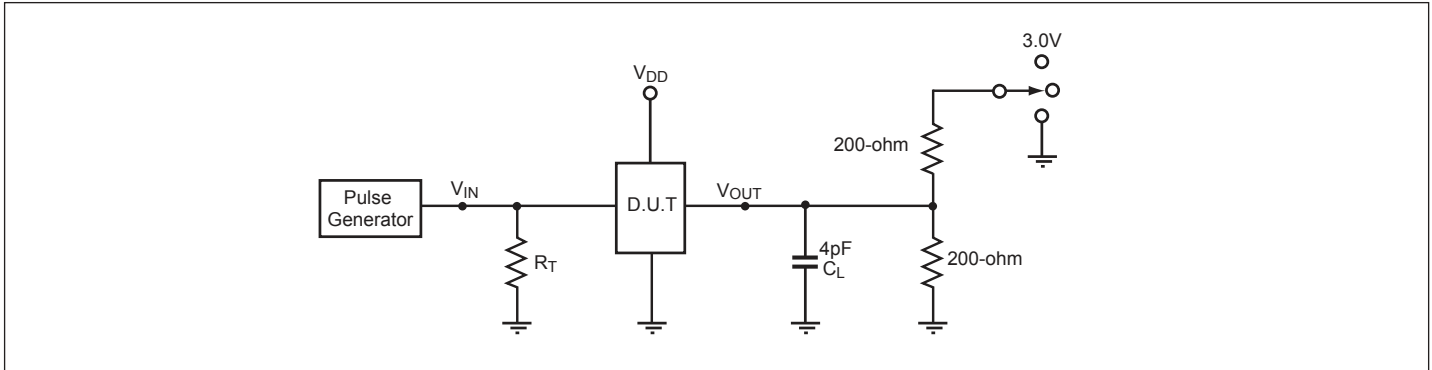 3.0V
VDD
200-ohm
Pulse
Generator
VIN
D.U.T
VOUT
RT
4pF
CL
200-ohm